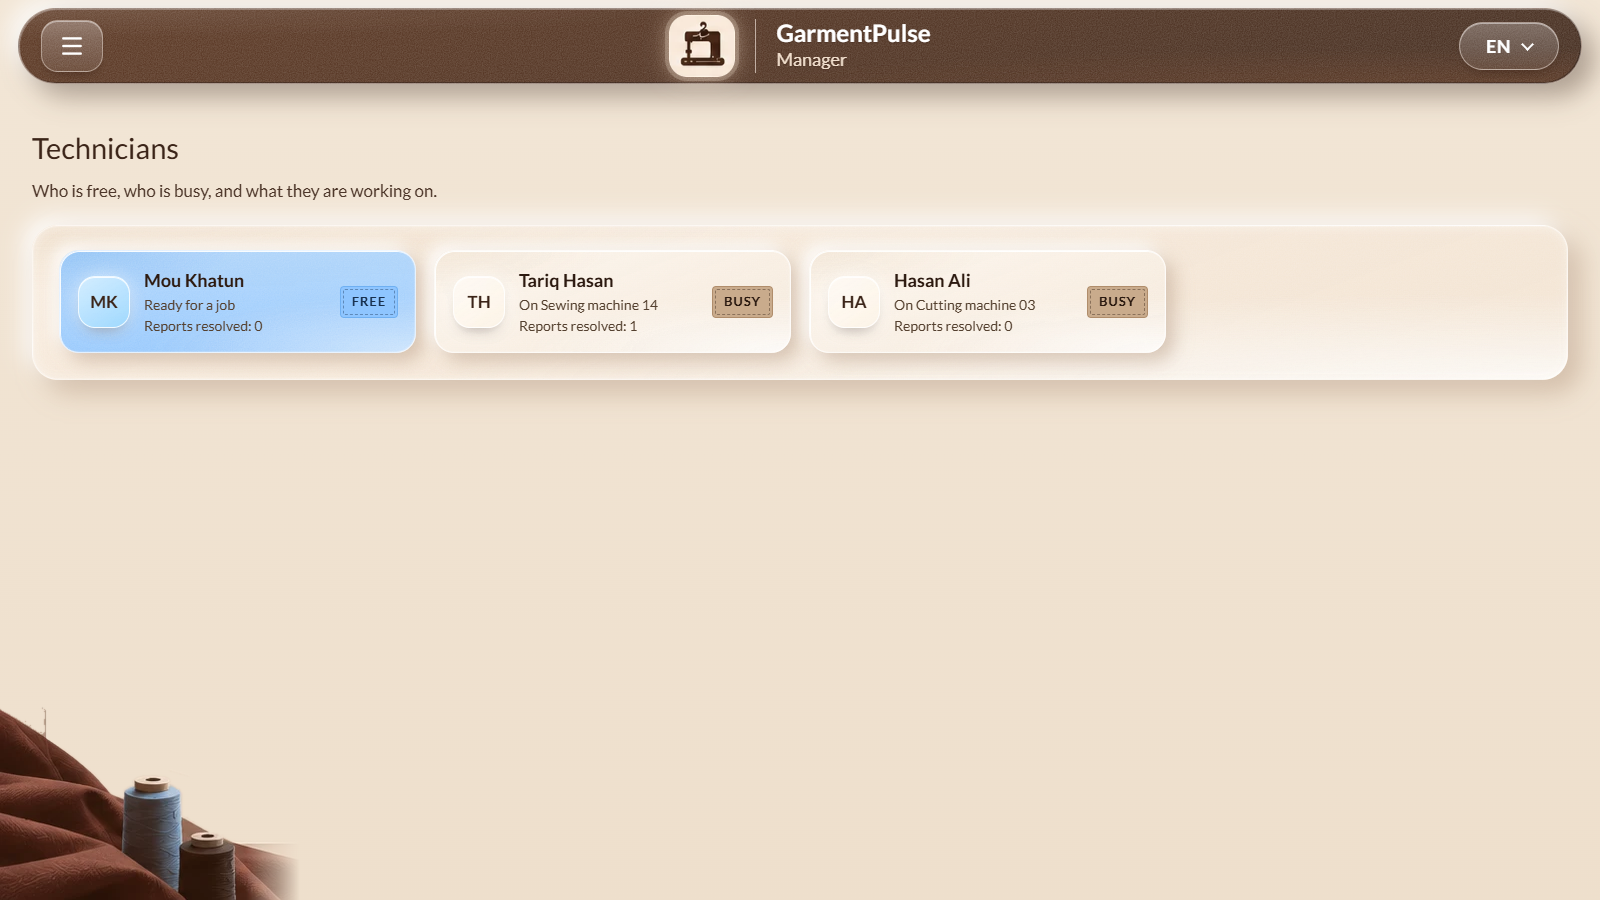 GarmentPulse
Manager
EN
Technicians
Who is free, who is busy, and what they are working on.
MK
Mou Khatun
Ready for a job
Reports resolved: 0
FREE
TH
Tariq Hasan
On Sewing machine 14
Reports resolved: 1
BUSY
HA
Hasan Ali
On Cutting machine 03
Reports resolved: 0
BUSY